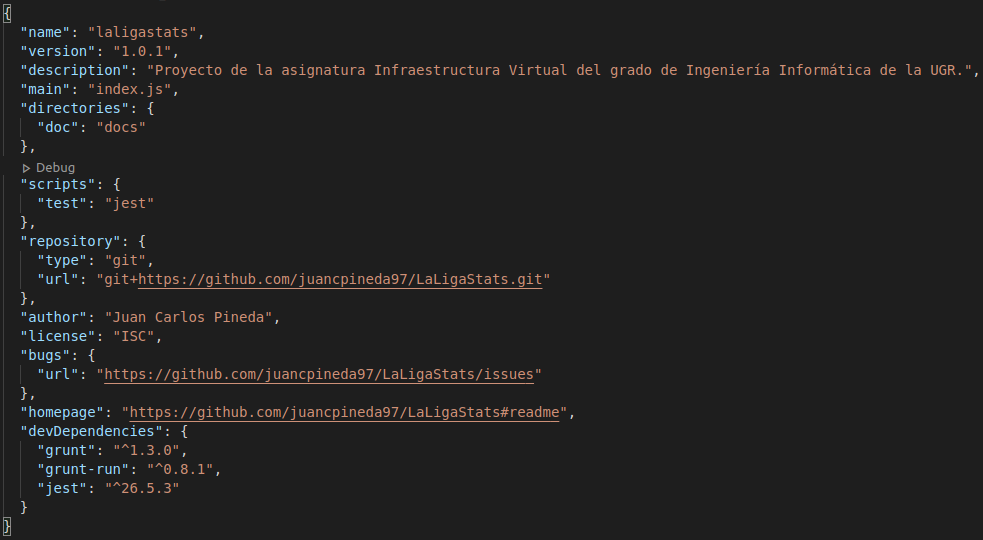 {
"name": "laligastats",
"version": "1.0.1",
"description": "Proyecto de la asignatura Infraestructura Virtual del grado de Ingeniería Informática de la UGR.",
"main": "index.js",
"directories": {
"doc": "docs"
},
Debug
"scripts": {
"test": "jest"
},
"repository": {
"type": "git",
"url": "git+https://github.com/juancpineda97/LaLigaStats.git"
},
"author": "Juan Carlos Pineda",
"license": "ISC",
"bugs": {
"url": "https://github.com/juancpineda97/LaLigaStats/issues"
},
"homepage": "https://github.com/juancpineda97/LaLigaStats#readme",
"devDependencies": {
"grunt": "^1.3.0",
"grunt-run": "^0.8.1",
"jest": "^26.5.3"
}
}